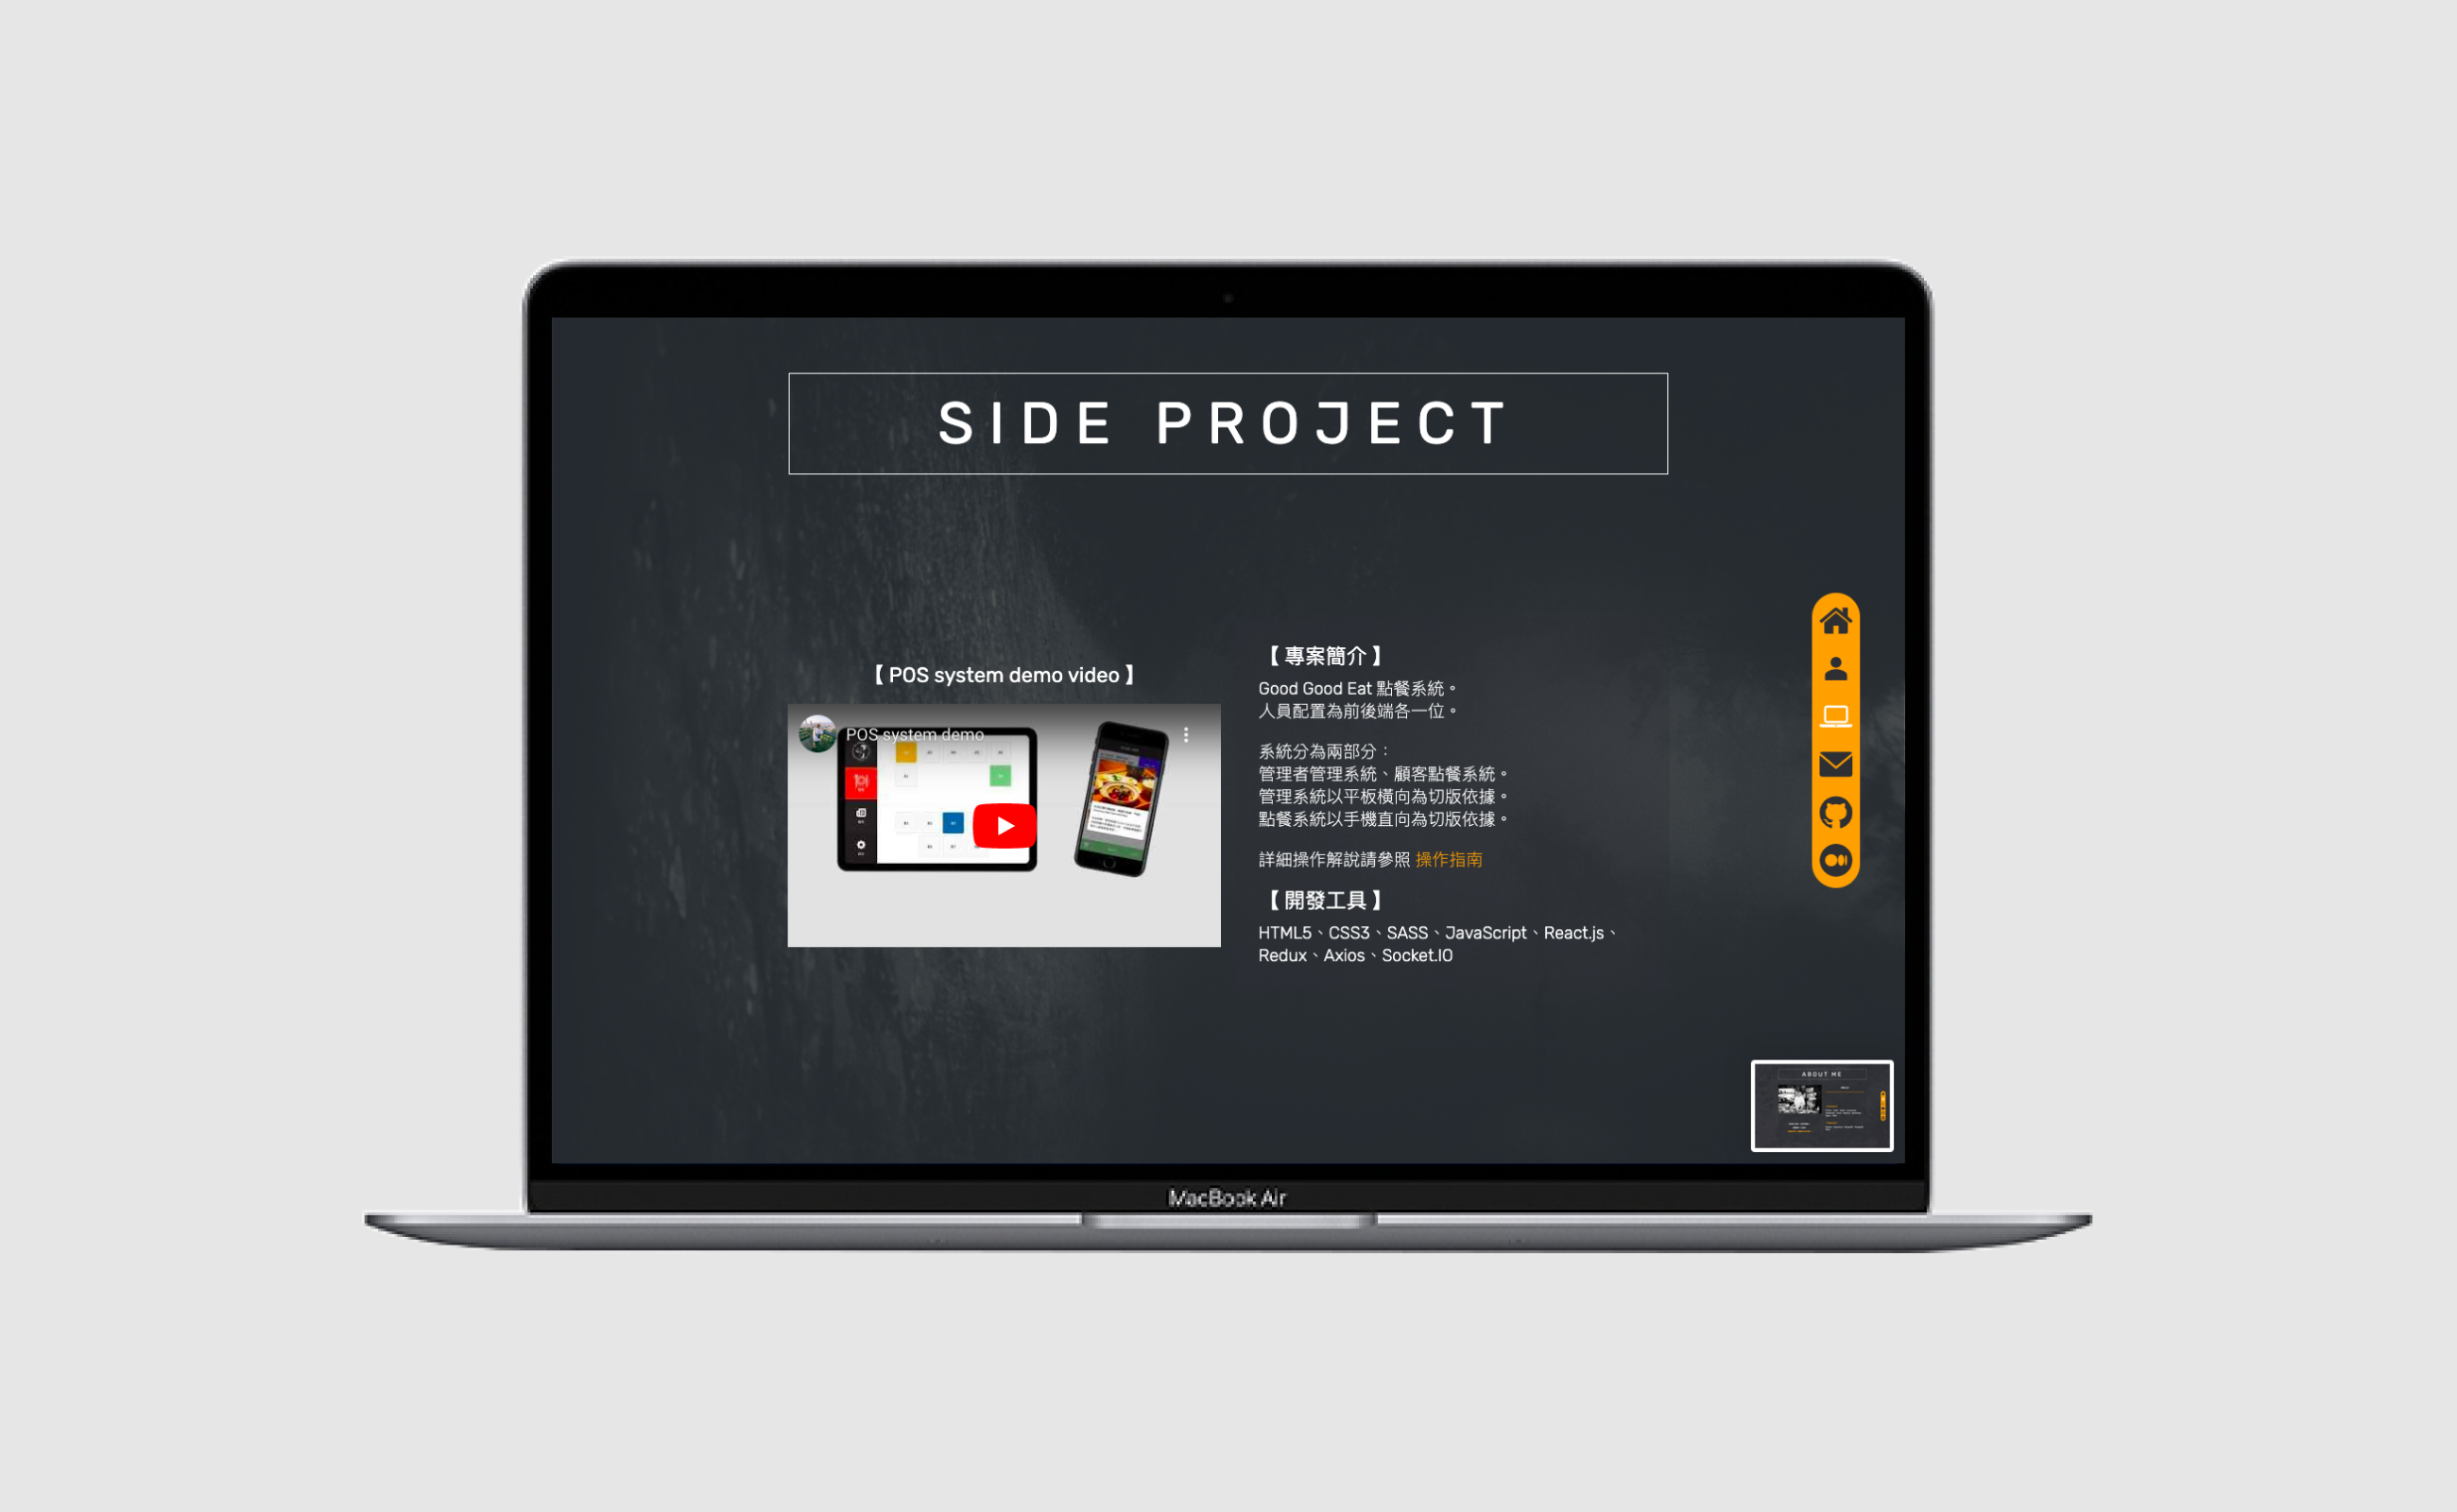 SIDE PROJECT
【 POS system demo video 】
POS system demo
【 專案簡介 】
Good Good Eat 點餐系統。
人員配置為前後端各一位。
系統分為兩部分：
管理者管理系統、顧客點餐系統。
管理系統以平板橫向為切版依據。
點餐系統以手機直向為切版依據。
詳細操作解說請參照 操作指南
【 開發工具 】
HTML5、CSS3、SASS、JavaScript、React.js、
Redux、Axios、Socket.IO
ABOUT ME
MacBook Air